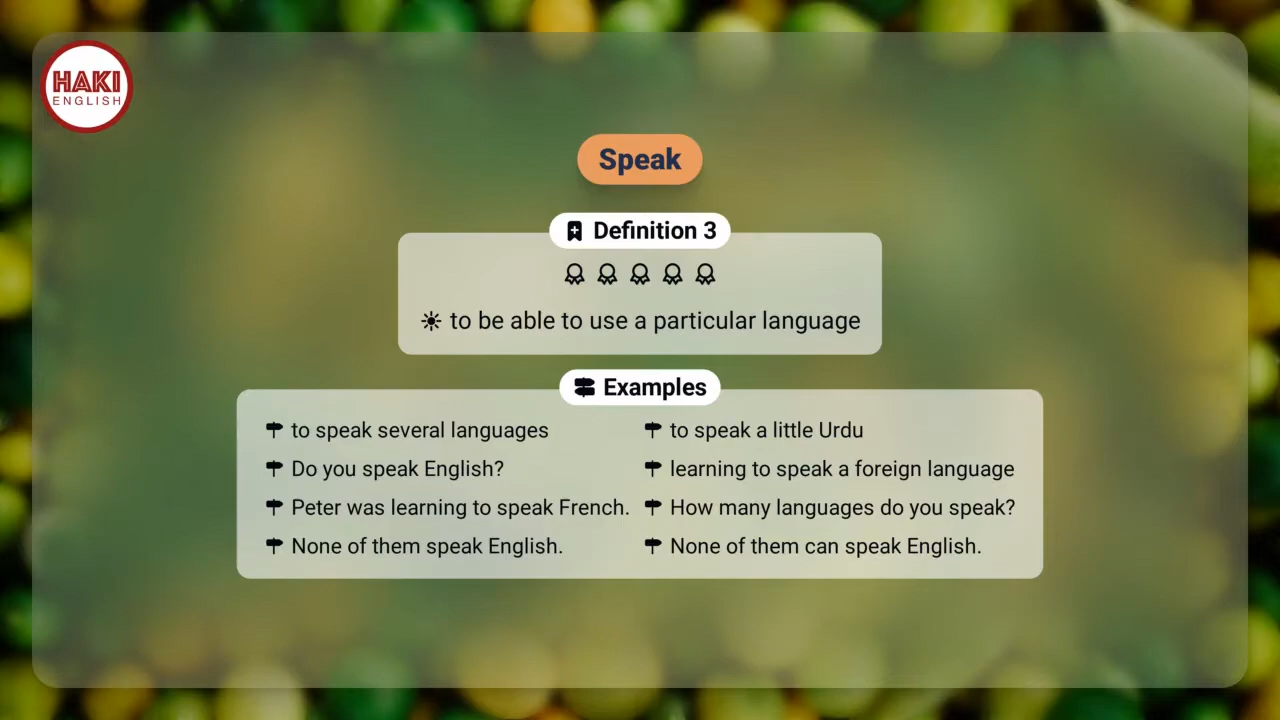 HAKI
ENGLISH
Speak
Definition 3
to be able to use a particular language
Examples
to speak several languages
to speak a little Urdu
Do you speak English?
learning to speak a foreign language
Peter was learning to speak French.
How many languages do you speak?
None of them speak English.
None of them can speak English.